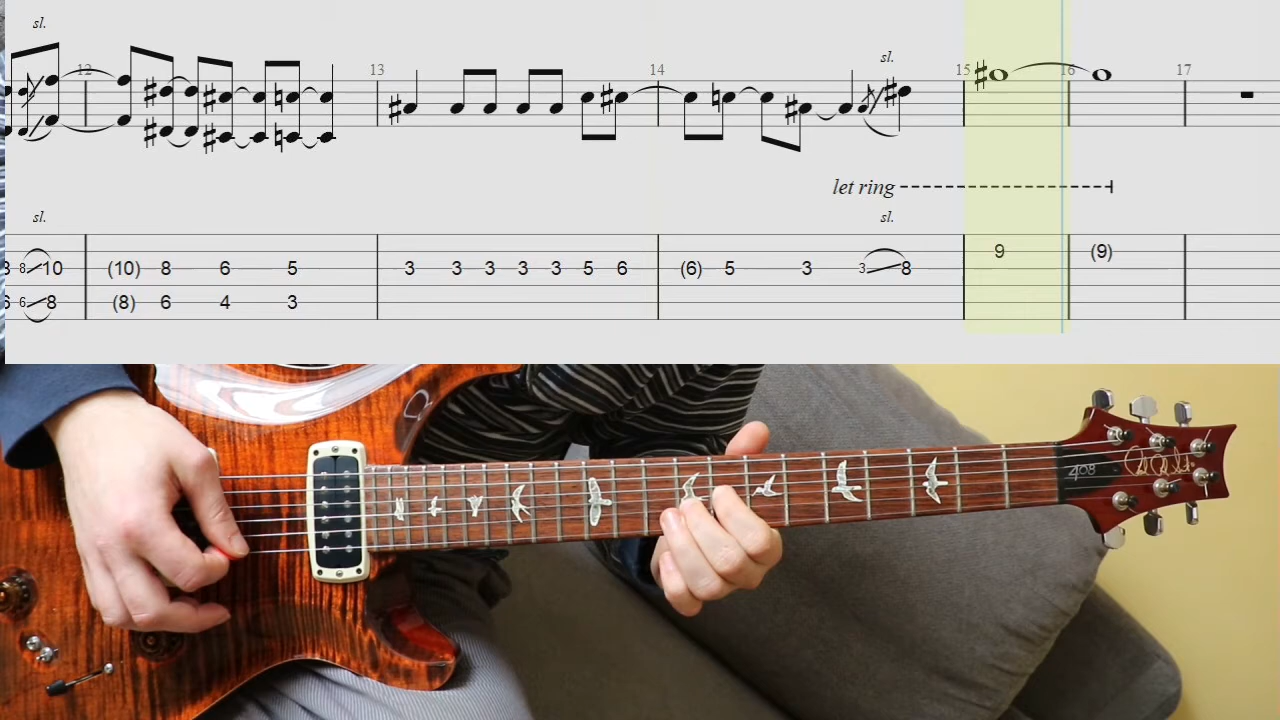 sl.
sl.
12 13 14 15 16 17
let ring
sl. sl.
3 8 10 (10) 8 6 5 3 3 3 3 3 5 6 (6) 5 3 3 8 9 (9)
6 6 8 (8) 6 4 3
408